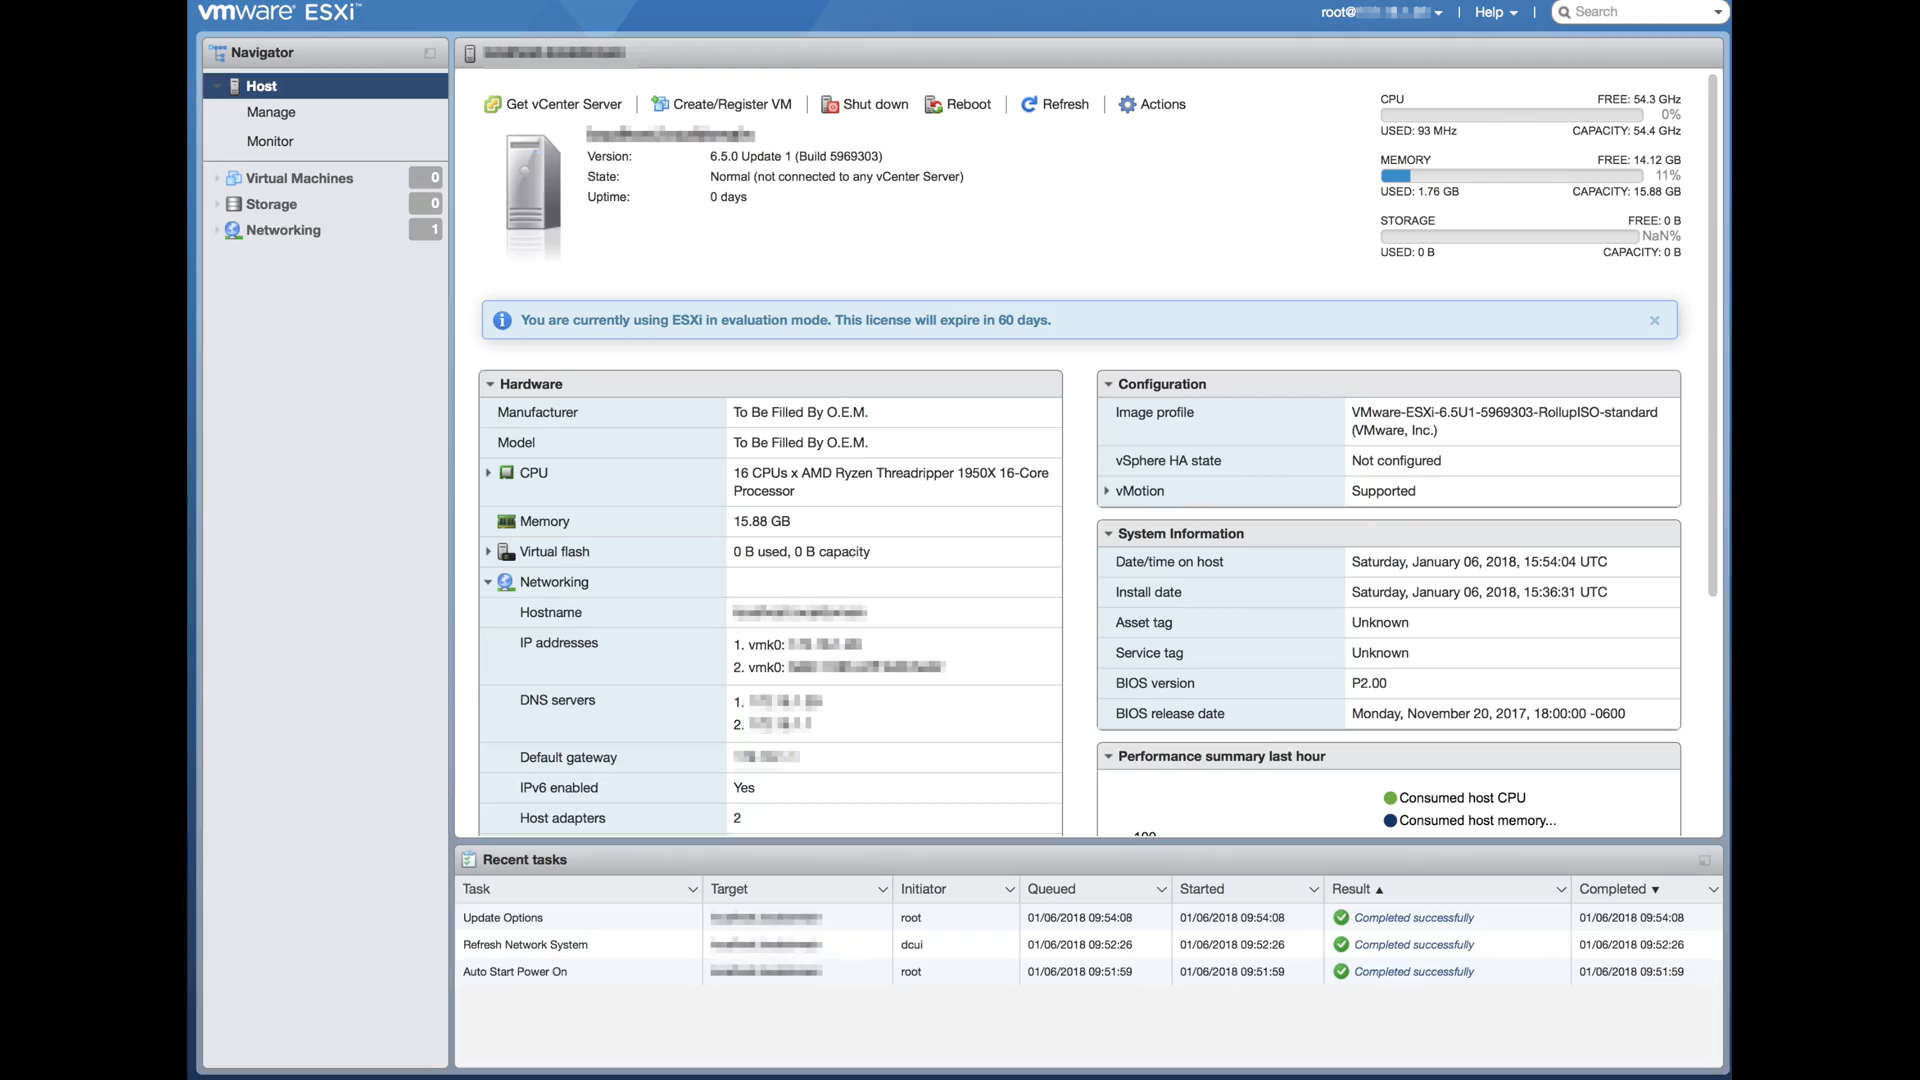 vmware ESXi™
root@
Help
Search
Navigator
Host
Manage
Monitor
Virtual Machines 0
Storage 0
Networking 1
Get vCenter Server
Create/Register VM
Shut down
Reboot
Refresh
Actions
Version: 6.5.0 Update 1 (Build 5969303)
State: Normal (not connected to any vCenter Server)
Uptime: 0 days
CPU FREE: 54.3 GHz
0%
USED: 93 MHz CAPACITY: 54.4 GHz
MEMORY FREE: 14.12 GB
11%
USED: 1.76 GB CAPACITY: 15.88 GB
STORAGE FREE: 0 B
NaN%
USED: 0 B CAPACITY: 0 B
You are currently using ESXi in evaluation mode. This license will expire in 60 days.
Hardware
Manufacturer To Be Filled By O.E.M.
Model To Be Filled By O.E.M.
CPU 16 CPUs x AMD Ryzen Threadripper 1950X 16-Core
Processor
Memory 15.88 GB
Virtual flash 0 B used, 0 B capacity
Networking
Hostname
IP addresses 1. vmk0:
2. vmk0:
DNS servers 1.
2.
Default gateway
IPv6 enabled Yes
Host adapters 2
Configuration
Image profile VMware-ESXi-6.5U1-5969303-RollupISO-standard
(VMware, Inc.)
vSphere HA state Not configured
vMotion Supported
System Information
Date/time on host Saturday, January 06, 2018, 15:54:04 UTC
Install date Saturday, January 06, 2018, 15:36:31 UTC
Asset tag Unknown
Service tag Unknown
BIOS version P2.00
BIOS release date Monday, November 20, 2017, 18:00:00 -0600
Performance summary last hour
Consumed host CPU
Consumed host memory...
100
Recent tasks
Task Target Initiator Queued Started Result ▲ Completed ▼
Update Options root 01/06/2018 09:54:08 01/06/2018 09:54:08 Completed successfully 01/06/2018 09:54:08
Refresh Network System dcui 01/06/2018 09:52:26 01/06/2018 09:52:26 Completed successfully 01/06/2018 09:52:26
Auto Start Power On root 01/06/2018 09:51:59 01/06/2018 09:51:59 Completed successfully 01/06/2018 09:51:59